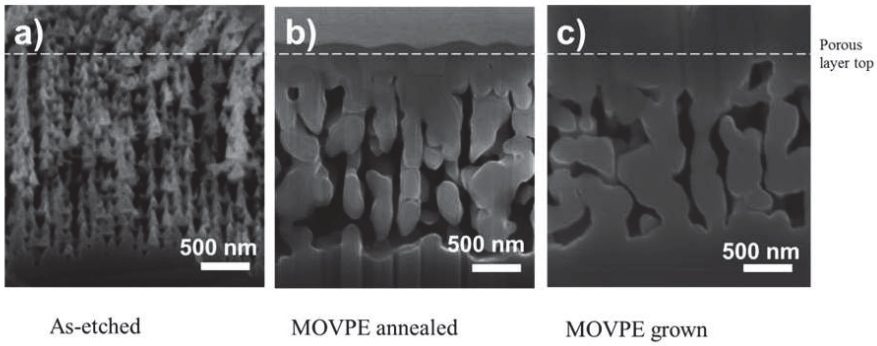 a)
b)
c)
Porous
layer top
500 nm
500 nm
500 nm
As-etched
MOVPE annealed
MOVPE grown